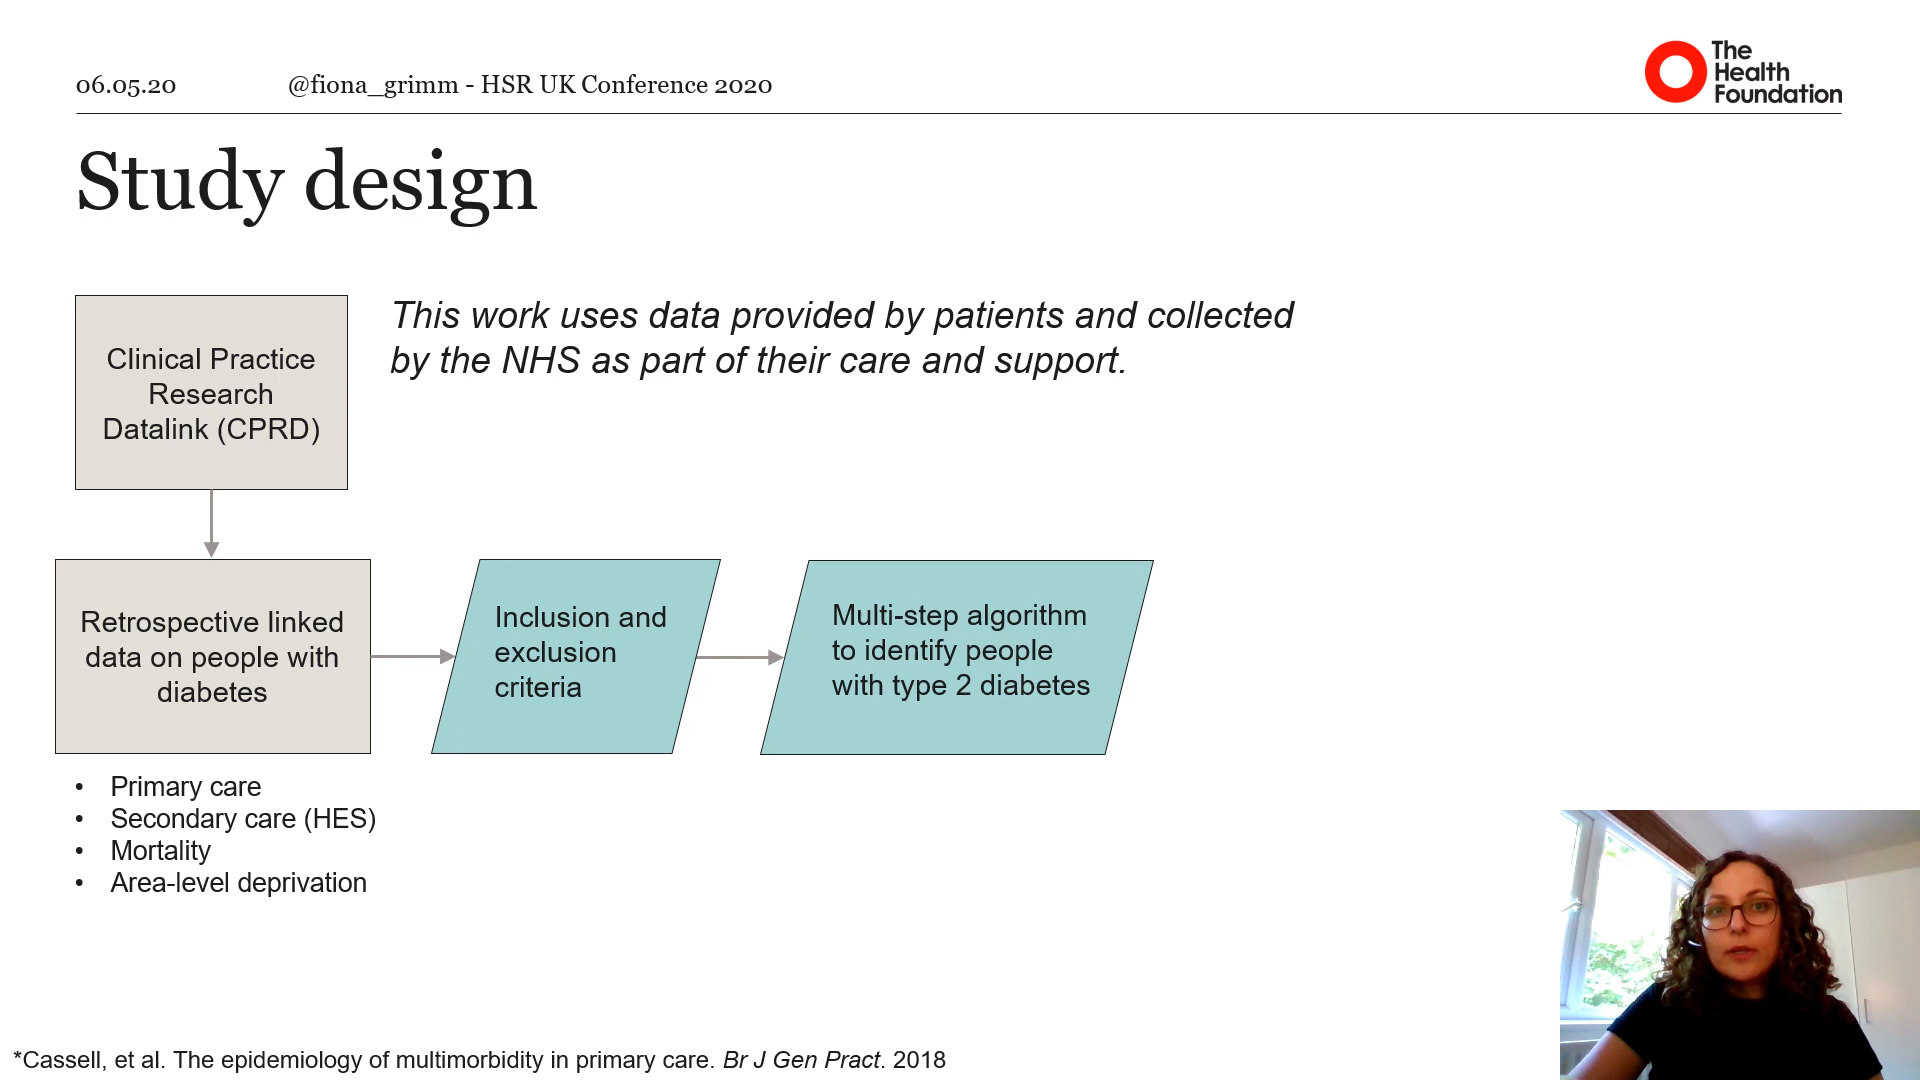 06.05.20
@fiona_grimm - HSR UK Conference 2020
The
Health
Foundation
Study design
Clinical Practice
Research
Datalink (CPRD)
This work uses data provided by patients and collected
by the NHS as part of their care and support.
Retrospective linked
data on people with
diabetes
Inclusion and
exclusion
criteria
Multi-step algorithm
to identify people
with type 2 diabetes
• Primary care
• Secondary care (HES)
• Mortality
• Area-level deprivation
*Cassell, et al. The epidemiology of multimorbidity in primary care. Br J Gen Pract. 2018